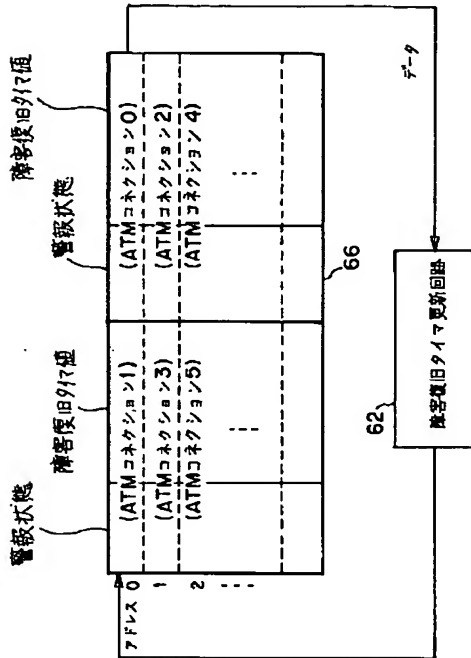 警報状態
障害復旧タイマ値
警報状態
障害復旧タイマ値
アドレス 0
(ATMコネクション1)
(ATMコネクション0)
1
(ATMコネクション3)
(ATMコネクション2)
2
(ATMコネクション5)
(ATMコネクション4)
66
62
障害復旧タイマ更新回路
データ